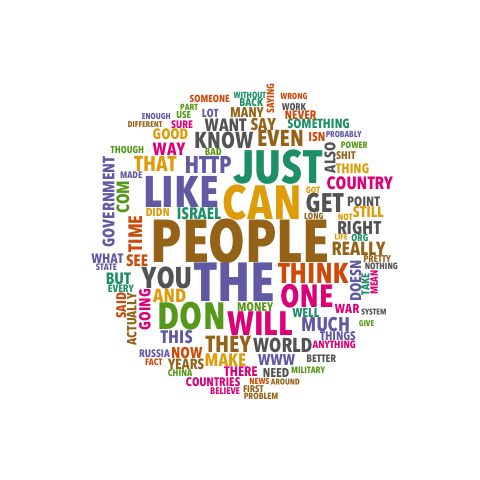 WITHOUT
WRONG
SOMEONE
BACK
SAYING
WORK
PART
ENOUGH
USE
LOT
MANY
NEVER
DIFFERENT
SURE
WANT
SAY
SOMETHING
GOOD
KNOW
EVEN
ISN
PROBABLY
THOUGH
WAY
BAD
ALSO
POWER
SHIT
THAT
HTTP
JUST
THING
GOVERNMENT
MADE
COM
LIKE
CAN
GOT
COUNTRY
GET
POINT
DIDN
ISRAEL
LONG
NOT
STILL
TIME
PEOPLE
RIGHT
LIFE
ORG
REALLY
WHAT
SEE
PRETTY
STATE
NOTHING
BUT
YOU
THE
THINK
DOESN
TAKE
MEAN
EVERY
SAID
GOING
AND
ONE
ACTUALLY
DON
MONEY
WELL
WAR
SYSTEM
WILL
MUCH
GIVE
THIS
THEY
WORLD
THINGS
ANYTHING
RUSSIA
NOW
FACT
YEARS
MAKE
WWW
BETTER
CHINA
THERE
NEED
MILITARY
COUNTRIES
NEWS
AROUND
BELIEVE
FIRST
PROBLEM